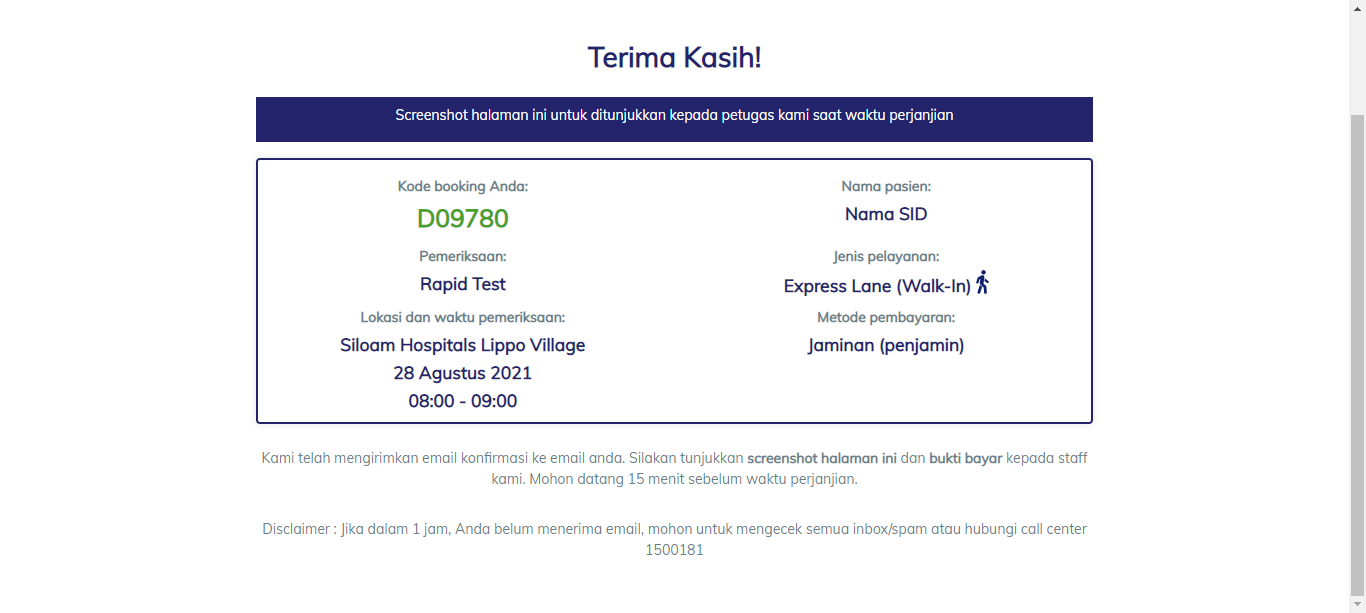 Terima Kasih!
Screenshot halaman ini untuk ditunjukkan kepada petugas kami saat waktu perjanjian
Kode booking Anda:
D09780
Nama pasien:
Nama SID
Pemeriksaan:
Rapid Test
Jenis pelayanan:
Express Lane (Walk-In)
Lokasi dan waktu pemeriksaan:
Siloam Hospitals Lippo Village
28 Agustus 2021
08:00 - 09:00
Metode pembayaran:
Jaminan (penjamin)
Kami telah mengirimkan email konfirmasi ke email anda. Silakan tunjukkan screenshot halaman ini dan bukti bayar kepada staff
kami. Mohon datang 15 menit sebelum waktu perjanjian.
Disclaimer : Jika dalam 1 jam, Anda belum menerima email, mohon untuk mengecek semua inbox/spam atau hubungi call center
1500181